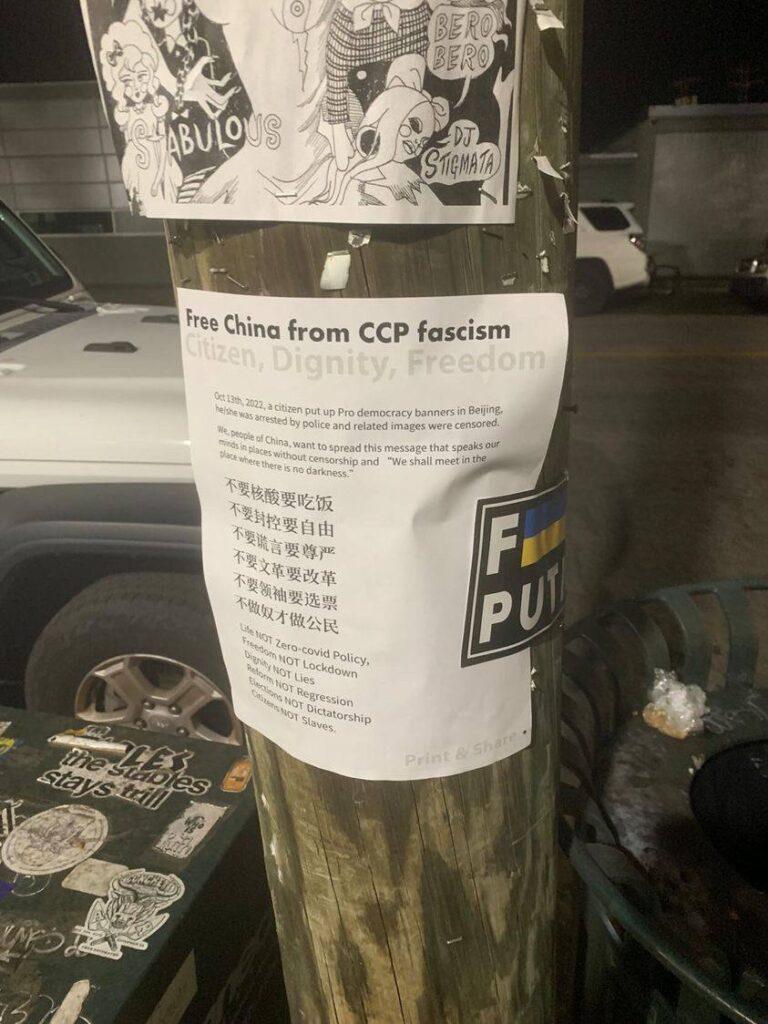 BERO
BERO
STABULOUS
DJ
STIGMATA
Free China from CCP fascism
Citizen, Dignity, Freedom
Oct 13th, 2022, a citizen put up Pro democracy banners in Beijing,
he/she was arrested by police and related images were censored.
We, people of China, want to spread this message that speaks our
minds in places without censorship and “We shall meet in the
place where there is no darkness.”
不要核酸要吃饭
不要封控要自由
不要谎言要尊严
不要文革要改革
不要领袖要选票
不做奴才做公民
Life NOT Zero-covid Policy,
Freedom NOT Lockdown
Dignity NOT Lies
Reform NOT Regression
Elections NOT Dictatorship
Citizens NOT Slaves.
Print & Share
F
PUT
the stables
stays trill